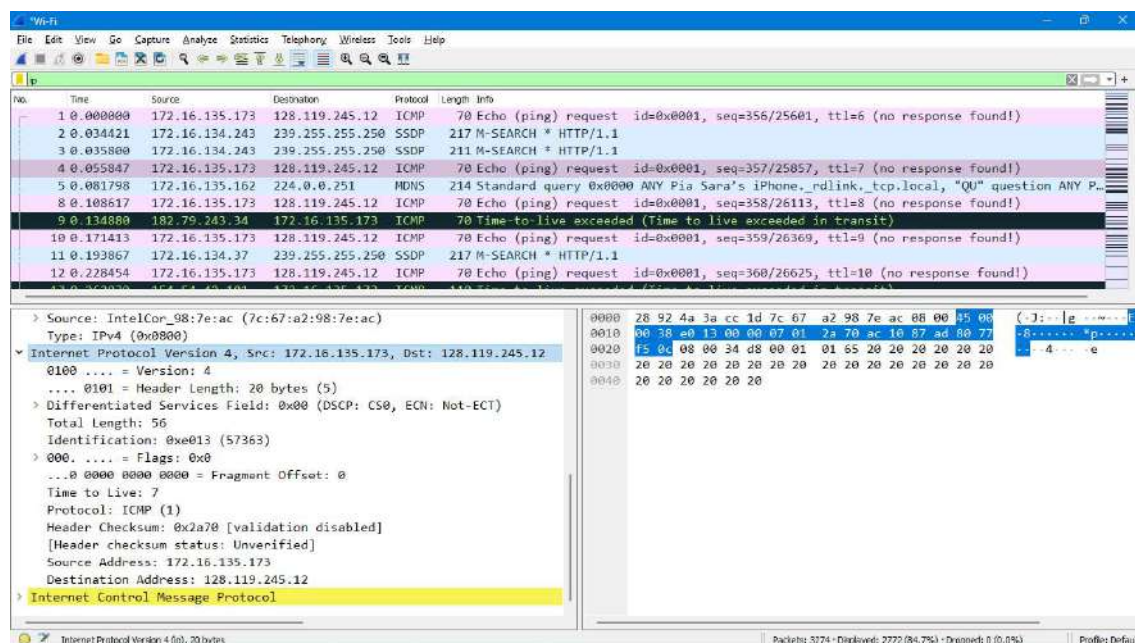 *Wi-Fi
File Edit View Go Capture Analyze Statistics Telephony Wireless Tools Help
ip
No. Time Source Destination Protocol Length Info
1 0.000000 172.16.135.173 128.119.245.12 ICMP 70 Echo (ping) request id=0x0001, seq=356/25601, ttl=6 (no response found!)
2 0.034421 172.16.134.243 239.255.255.250 SSDP 217 M-SEARCH * HTTP/1.1
3 0.035800 172.16.134.243 239.255.255.250 SSDP 211 M-SEARCH * HTTP/1.1
4 0.055847 172.16.135.173 128.119.245.12 ICMP 70 Echo (ping) request id=0x0001, seq=357/25857, ttl=7 (no response found!)
5 0.081798 172.16.135.162 224.0.0.251 MDNS 214 Standard query 0x0000 ANY Pia Sara's iPhone._rdlink._tcp.local, "QU" question ANY P…
8 0.108617 172.16.135.173 128.119.245.12 ICMP 70 Echo (ping) request id=0x0001, seq=358/26113, ttl=8 (no response found!)
9 0.134880 182.79.243.34 172.16.135.173 ICMP 70 Time-to-live exceeded (Time to live exceeded in transit)
10 0.171413 172.16.135.173 128.119.245.12 ICMP 70 Echo (ping) request id=0x0001, seq=359/26369, ttl=9 (no response found!)
11 0.193867 172.16.134.37 239.255.255.250 SSDP 217 M-SEARCH * HTTP/1.1
12 0.228454 172.16.135.173 128.119.245.12 ICMP 70 Echo (ping) request id=0x0001, seq=360/26625, ttl=10 (no response found!)
Source: IntelCor_98:7e:ac (7c:67:a2:98:7e:ac)
Type: IPv4 (0x0800)
Internet Protocol Version 4, Src: 172.16.135.173, Dst: 128.119.245.12
0100 .... = Version: 4
.... 0101 = Header Length: 20 bytes (5)
Differentiated Services Field: 0x00 (DSCP: CS0, ECN: Not-ECT)
Total Length: 56
Identification: 0xe013 (57363)
000. .... = Flags: 0x0
...0 0000 0000 0000 = Fragment Offset: 0
Time to Live: 7
Protocol: ICMP (1)
Header Checksum: 0x2a70 [validation disabled]
[Header checksum status: Unverified]
Source Address: 172.16.135.173
Destination Address: 128.119.245.12
Internet Control Message Protocol
0000 28 92 4a 3a cc 1d 7c 67 a2 98 7e ac 08 00 45 00
0010 00 38 e0 13 00 00 07 01 2a 70 ac 10 87 ad 80 77
0020 f5 0c 08 00 34 d8 00 01 01 65 20 20 20 20 20 20
0030 20 20 20 20 20 20 20 20 20 20 20 20 20 20 20 20
0040 20 20 20 20 20 20
Internet Protocol Version 4 (ip), 20 bytes
Packets: 3274 · Displayed: 2772 (84.7%) · Dropped: 0 (0.0%)
Profile: Defau